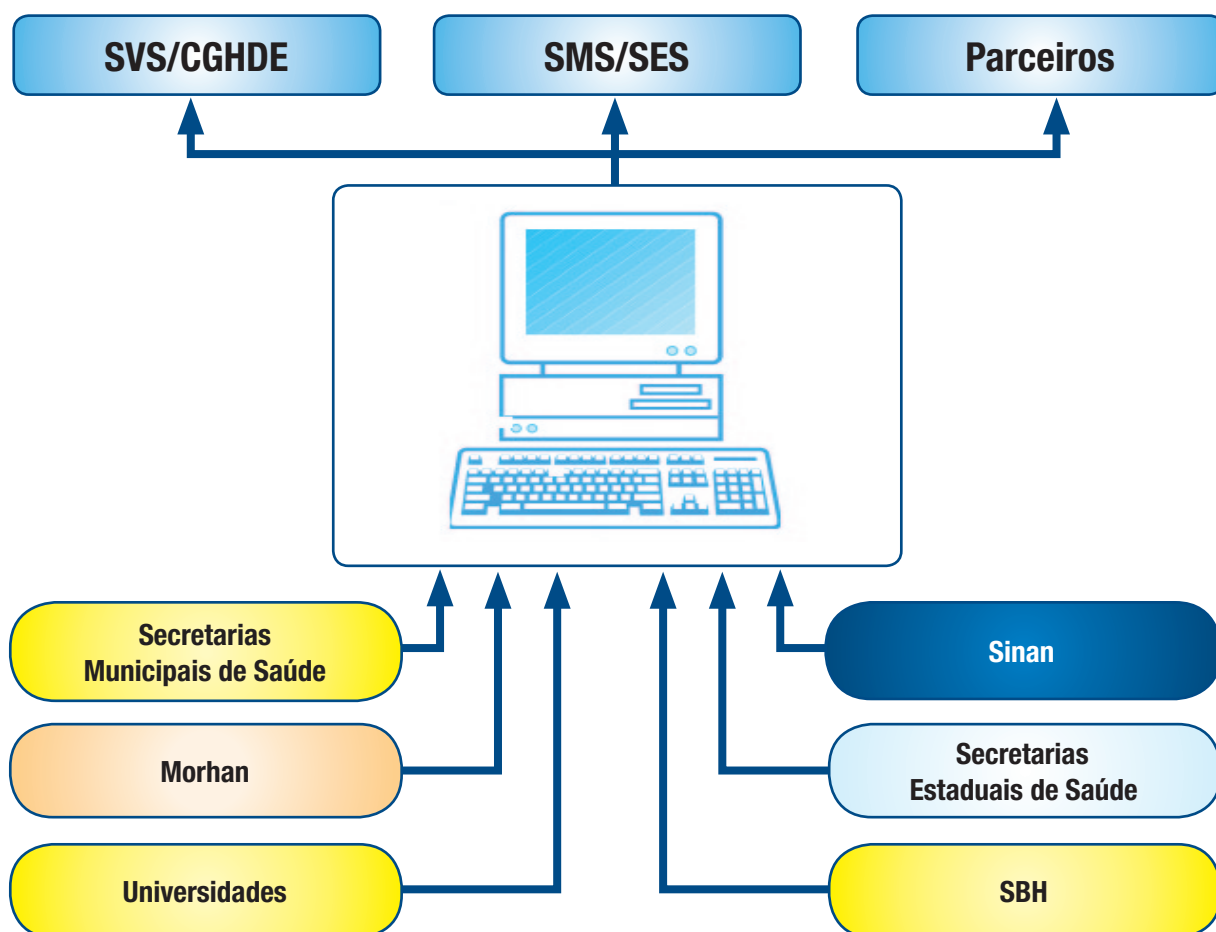 SVS/CGHDE
SMS/SES
Parceiros
Secretarias
Municipais de Saúde
Sinan
Morhan
Secretarias
Estaduais de Saúde
Universidades
SBH